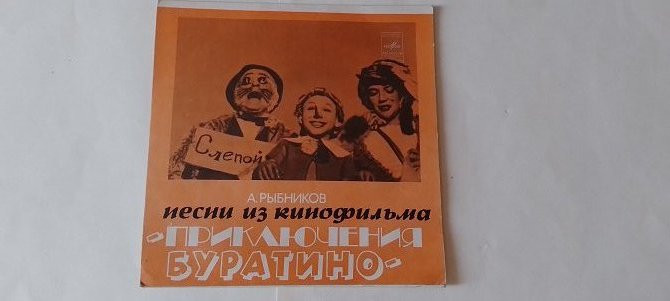 Слепой
А. РЫБНИКОВ
песни из кинофильма
«ПРИКЛЮЧЕНИЯ
БУРАТИНО»